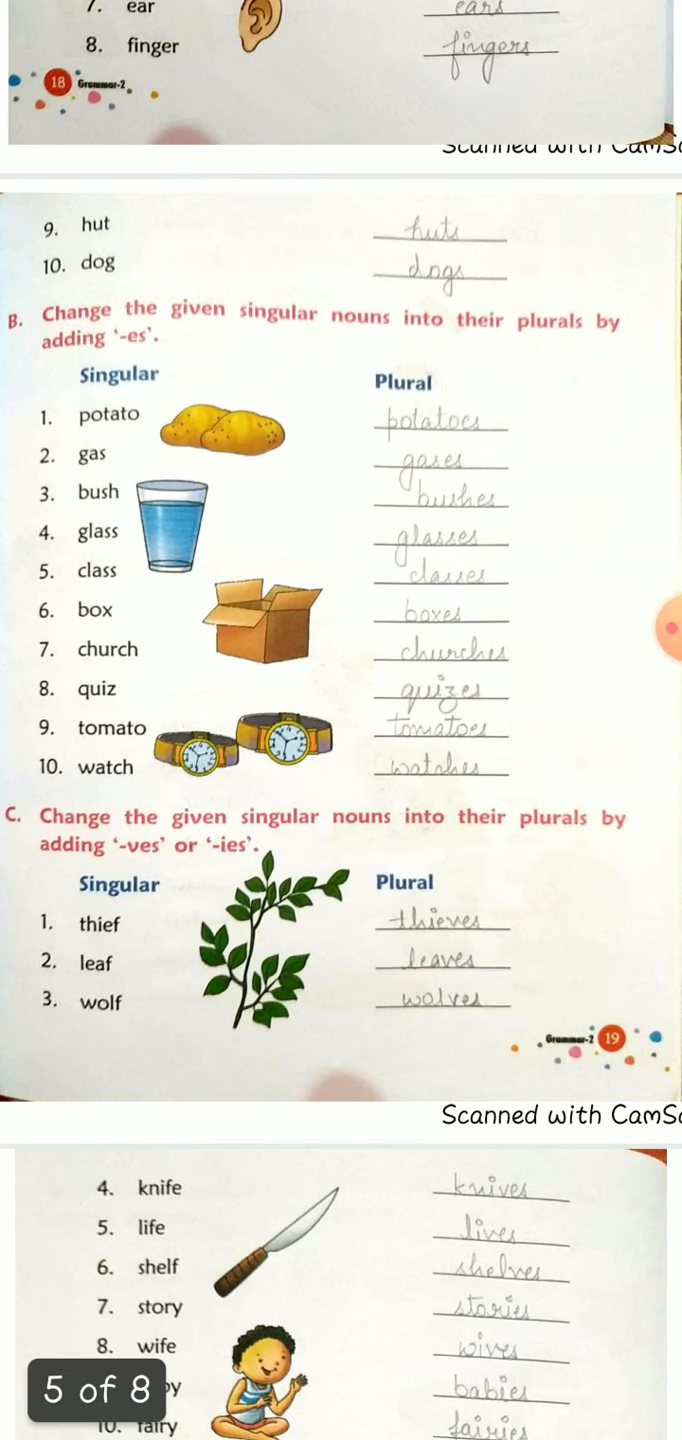 7. ear ears
8. finger fingers
18 Grammar-2
Scanned with CamSc
9. hut huts
10. dog dogs
B. Change the given singular nouns into their plurals by
adding '-es'.
Singular Plural
1. potato potatoes
2. gas gases
3. bush bushes
4. glass glasses
5. class classes
6. box boxes
7. church churches
8. quiz quizes
9. tomato tomatoes
10. watch watches
C. Change the given singular nouns into their plurals by
adding '-ves' or '-ies'.
Singular Plural
1. thief thieves
2. leaf leaves
3. wolf wolves
Grammar-2 19
Scanned with CamSc
4. knife knives
5. life lives
6. shelf shelves
7. story stories
8. wife wives
5 of 8 by babies
10. fairy fairies